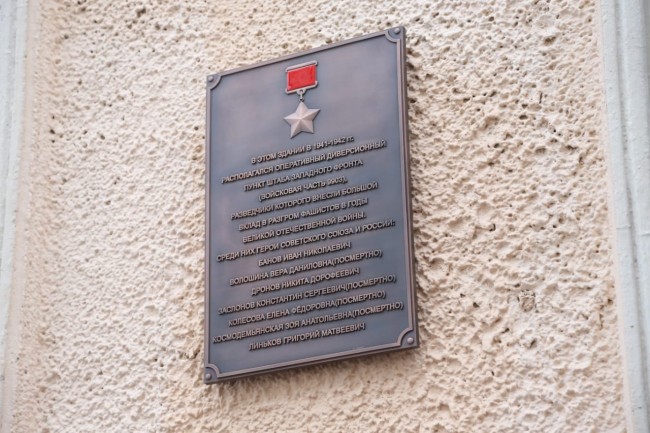 В ЭТОМ ЗДАНИИ В 1941-1942 ГГ.
РАСПОЛАГАЛСЯ ОПЕРАТИВНЫЙ ДИВЕРСИОННЫЙ
ПУНКТ ШТАБА ЗАПАДНОГО ФРОНТА
(ВОЙСКОВАЯ ЧАСТЬ 9903),
РАЗВЕДЧИКИ КОТОРОГО ВНЕСЛИ БОЛЬШОЙ
ВКЛАД В РАЗГРОМ ФАШИСТОВ В ГОДЫ
ВЕЛИКОЙ ОТЕЧЕСТВЕННОЙ ВОЙНЫ.
СРЕДИ НИХ ГЕРОИ СОВЕТСКОГО СОЮЗА И РОССИИ:
БАНОВ ИВАН НИКОЛАЕВИЧ
ВОЛОШИНА ВЕРА ДАНИЛОВНА(ПОСМЕРТНО)
ДРОНОВ НИКИТА ДОРОФЕЕВИЧ
ЗАСЛОНОВ КОНСТАНТИН СЕРГЕЕВИЧ(ПОСМЕРТНО)
КОЛЕСОВА ЕЛЕНА ФЁДОРОВНА(ПОСМЕРТНО)
КОСМОДЕМЬЯНСКАЯ ЗОЯ АНАТОЛЬЕВНА(ПОСМЕРТНО)
ЛИНЬКОВ ГРИГОРИЙ МАТВЕЕВИЧ